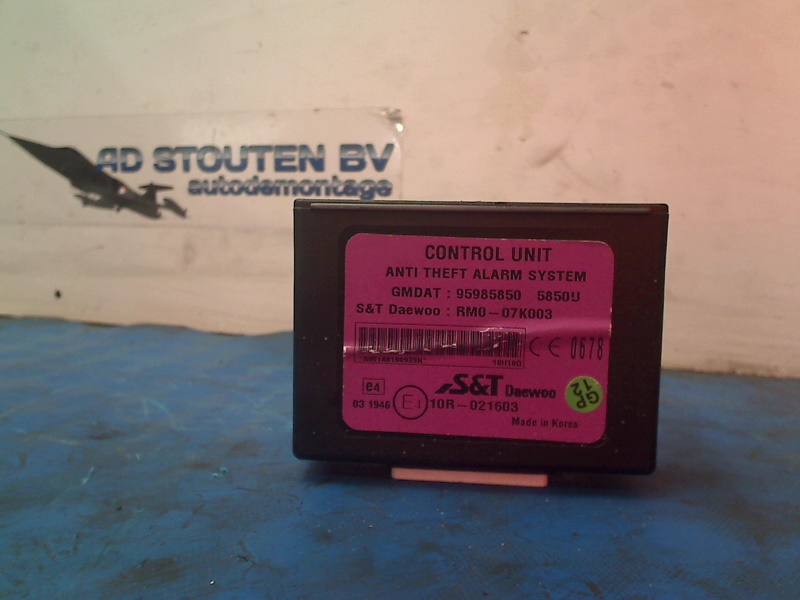 AD STOUTEN BV
autodemontage
CONTROL UNIT
ANTI THEFT ALARM SYSTEM
GMDAT : 95985850 5850U
S&T Daewoo : RM0-07K003
CE 0678
e4
S&T Daewoo
GP
12
03 1946 E4 10R-021603
Made in Korea